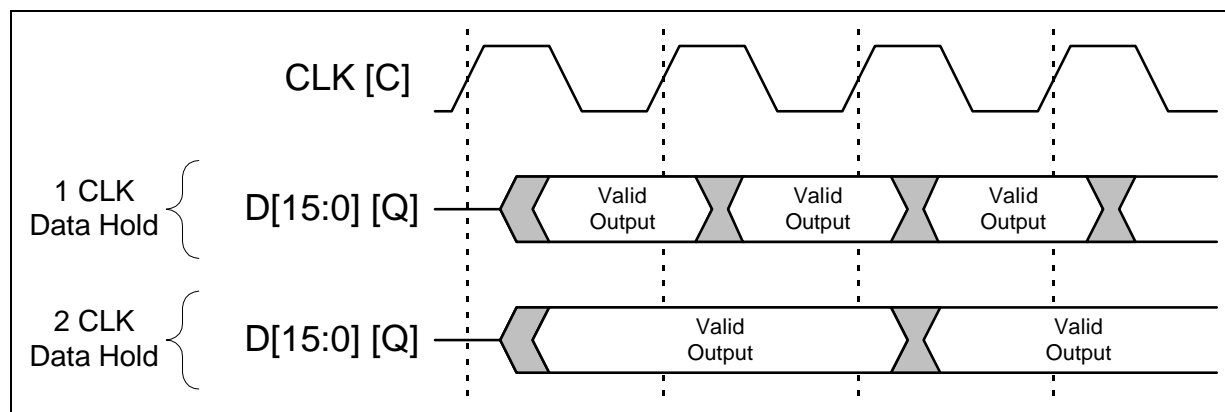 CLK [C]
1 CLK
Data Hold
D[15:0] [Q]
Valid
Output
Valid
Output
Valid
Output
2 CLK
Data Hold
D[15:0] [Q]
Valid
Output
Valid
Output